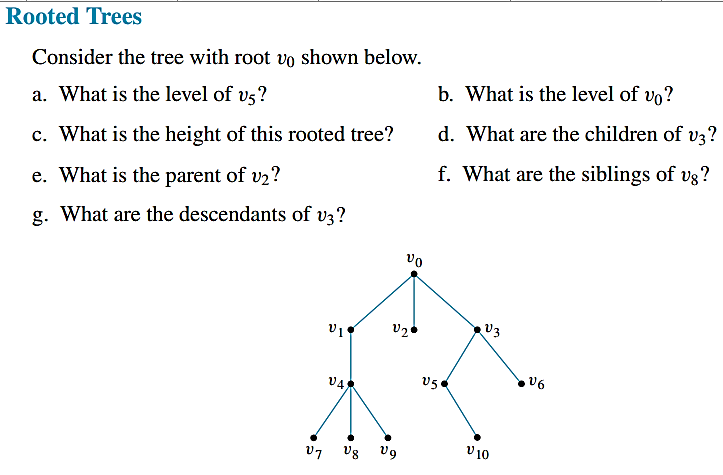 Rooted Trees
Consider the tree with root v0 shown below.
a. What is the level of v5?
b. What is the level of v0?
c. What is the height of this rooted tree?
d. What are the children of v3?
e. What is the parent of v2?
f. What are the siblings of v8?
g. What are the descendants of v3?
v0
v1 v2 v3
v4 v5 v6
v7 v8 v9 v10